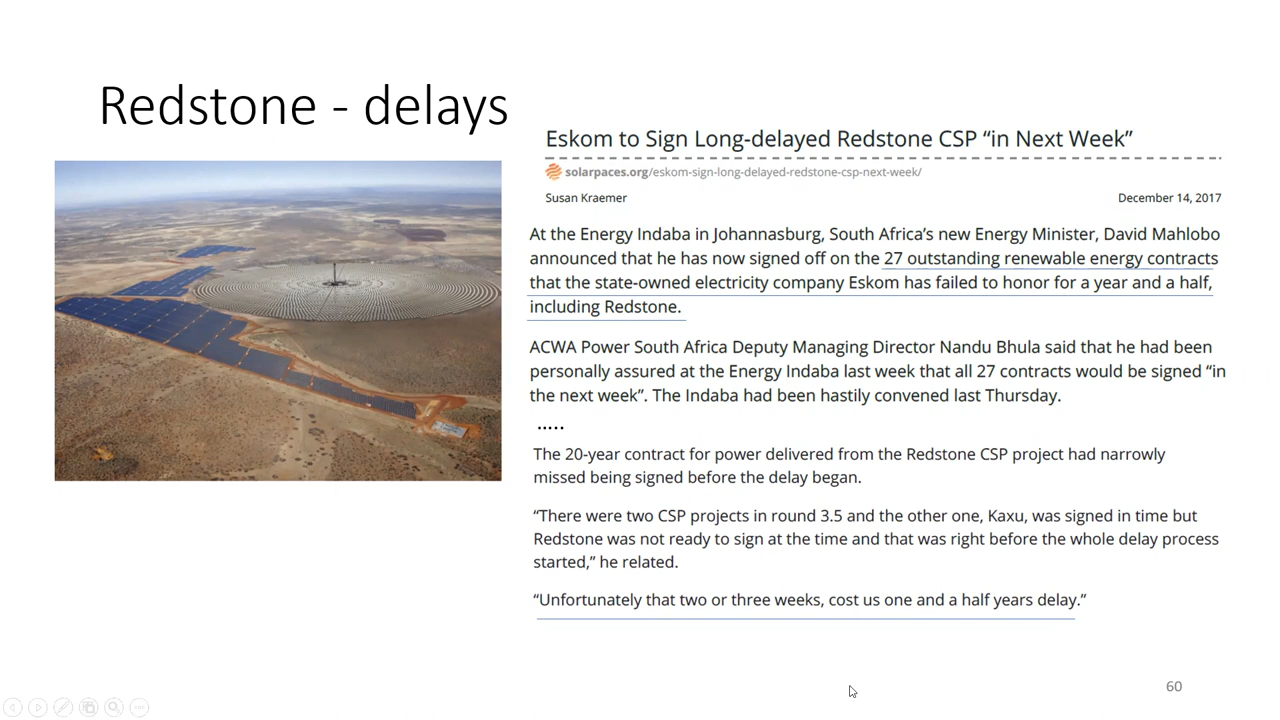 Redstone - delays
Eskom to Sign Long-delayed Redstone CSP “in Next Week”
solarpaces.org/eskom-sign-long-delayed-redstone-csp-next-week/
Susan Kraemer
December 14, 2017
At the Energy Indaba in Johannasburg, South Africa’s new Energy Minister, David Mahlobo
announced that he has now signed off on the 27 outstanding renewable energy contracts
that the state-owned electricity company Eskom has failed to honor for a year and a half,
including Redstone.
ACWA Power South Africa Deputy Managing Director Nandu Bhula said that he had been
personally assured at the Energy Indaba last week that all 27 contracts would be signed “in
the next week”. The Indaba had been hastily convened last Thursday.
.....
The 20-year contract for power delivered from the Redstone CSP project had narrowly
missed being signed before the delay began.
“There were two CSP projects in round 3.5 and the other one, Kaxu, was signed in time but
Redstone was not ready to sign at the time and that was right before the whole delay process
started,” he related.
“Unfortunately that two or three weeks, cost us one and a half years delay.”
60